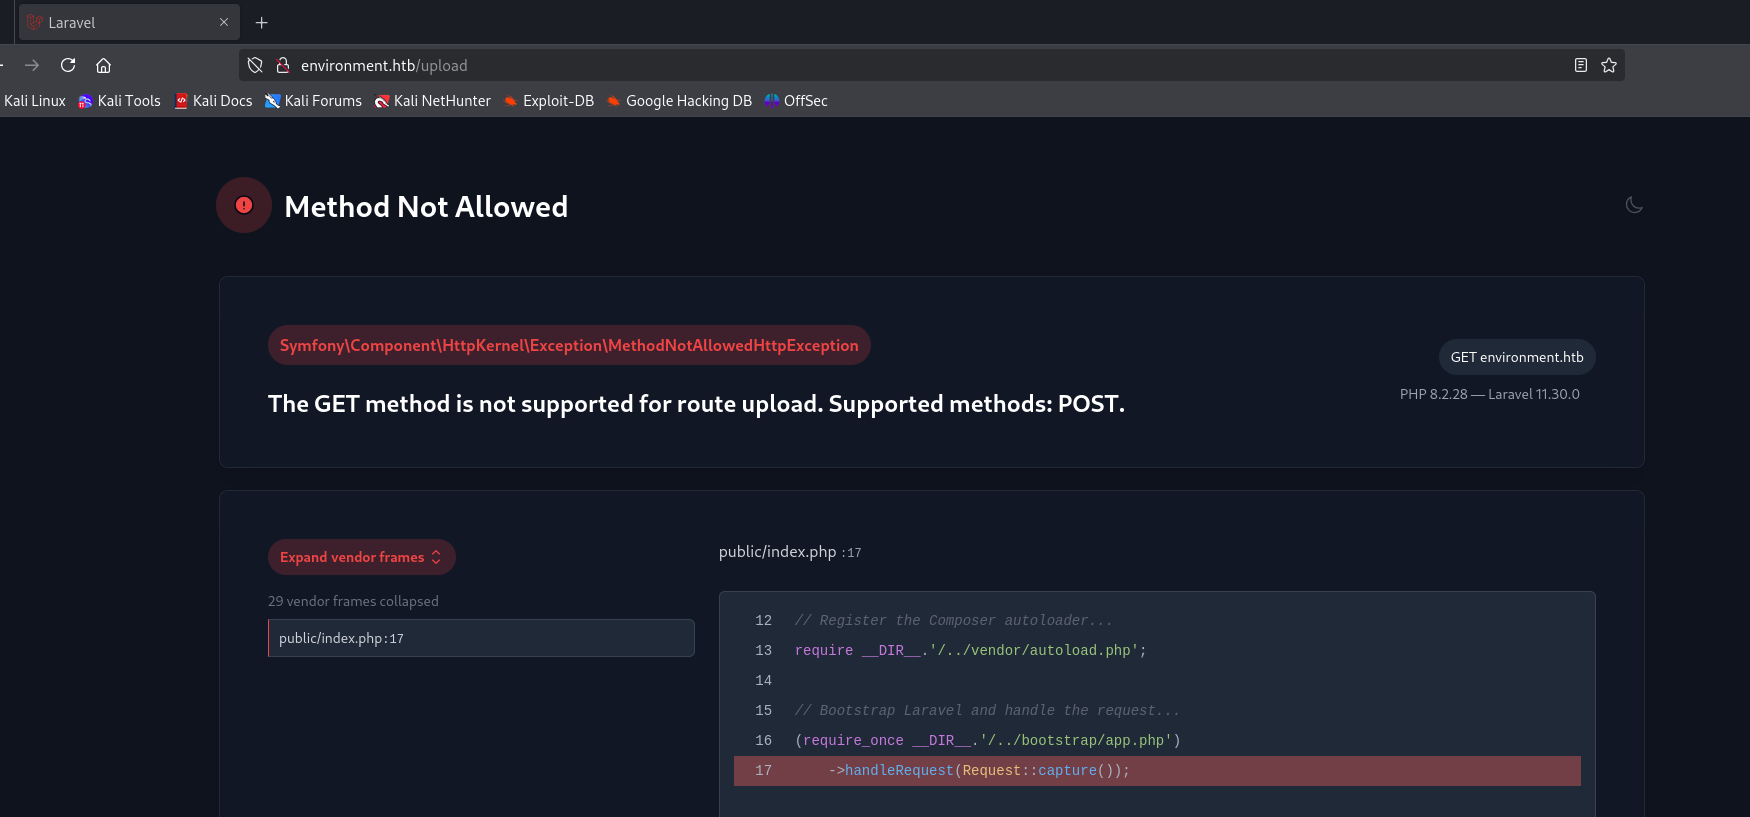 Laravel
environment.htb/upload
Kali Linux Kali Tools Kali Docs Kali Forums Kali NetHunter Exploit-DB Google Hacking DB OffSec
Method Not Allowed
Symfony\Component\HttpKernel\Exception\MethodNotAllowedHttpException
GET environment.htb
PHP 8.2.28 — Laravel 11.30.0
The GET method is not supported for route upload. Supported methods: POST.
Expand vendor frames
29 vendor frames collapsed
public/index.php:17
public/index.php :17
12 // Register the Composer autoloader...
13 require __DIR__.'/../vendor/autoload.php';
14
15 // Bootstrap Laravel and handle the request...
16 (require_once __DIR__.'/../bootstrap/app.php')
17     ->handleRequest(Request::capture());